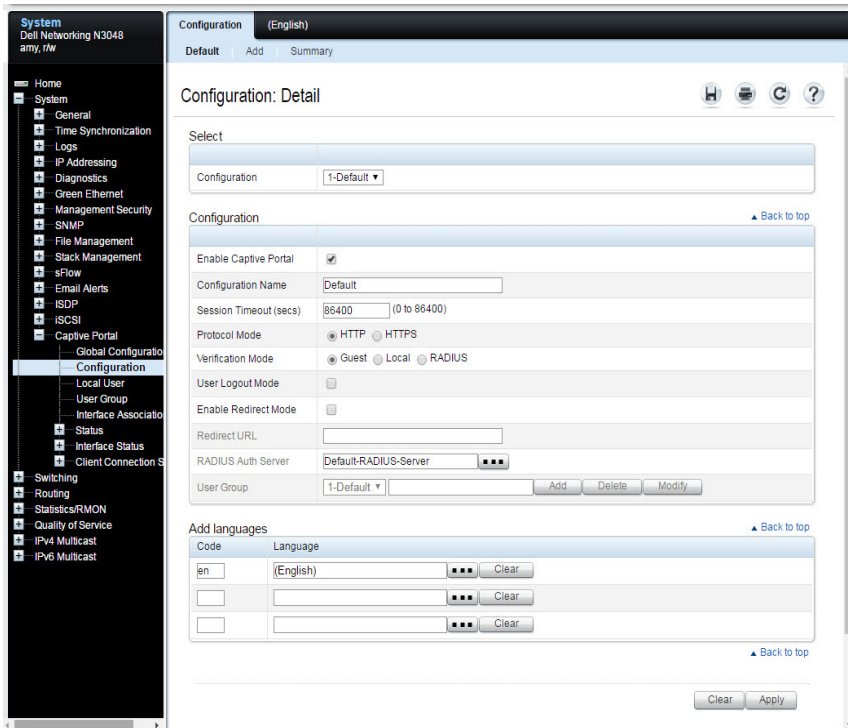 System
Dell Networking N3048
amy, r/w
Home
System
General
Time Synchronization
Logs
IP Addressing
Diagnostics
Green Ethernet
Management Security
SNMP
File Management
Stack Management
sFlow
Email Alerts
ISDP
iSCSI
Captive Portal
Global Configuratio
Configuration
Local User
User Group
Interface Associatio
Status
Interface Status
Client Connection S
Switching
Routing
Statistics/RMON
Quality of Service
IPv4 Multicast
IPv6 Multicast
Configuration (English)
Default Add Summary
Configuration: Detail
Select
Configuration 1-Default
Configuration Back to top
Enable Captive Portal
Configuration Name Default
Session Timeout (secs) 86400 (0 to 86400)
Protocol Mode HTTP HTTPS
Verification Mode Guest Local RADIUS
User Logout Mode
Enable Redirect Mode
Redirect URL
RADIUS Auth Server Default-RADIUS-Server
User Group 1-Default Add Delete Modify
Add languages Back to top
Code Language
en (English) Clear
Clear
Clear
Back to top
Clear Apply